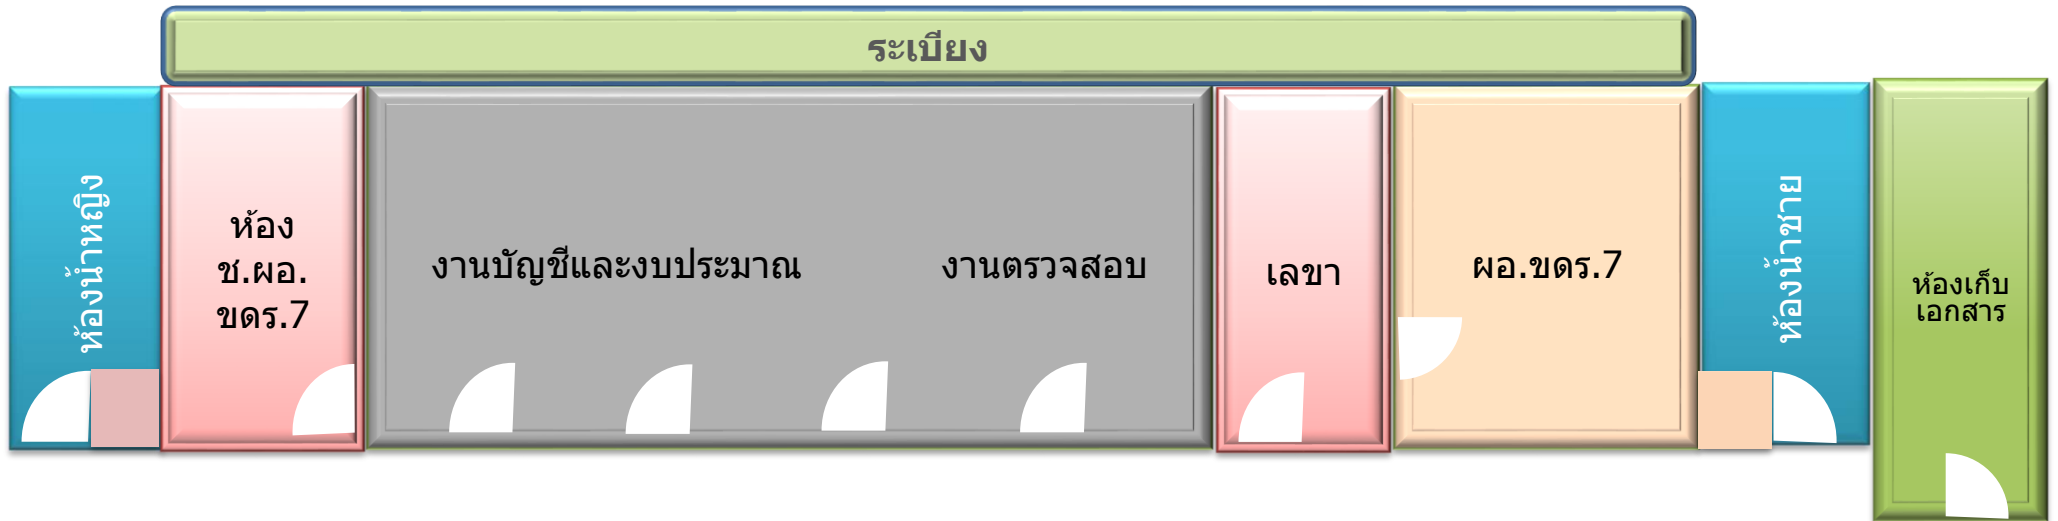 ระเบียง
ห้องน้ำหญิง
ห้อง
ช.ผอ.
ขดร.7
งานบัญชีและงบประมาณ
งานตรวจสอบ
เลขา
ผอ.ขดร.7
ห้องน้ำชาย
ห้องเก็บ
เอกสาร